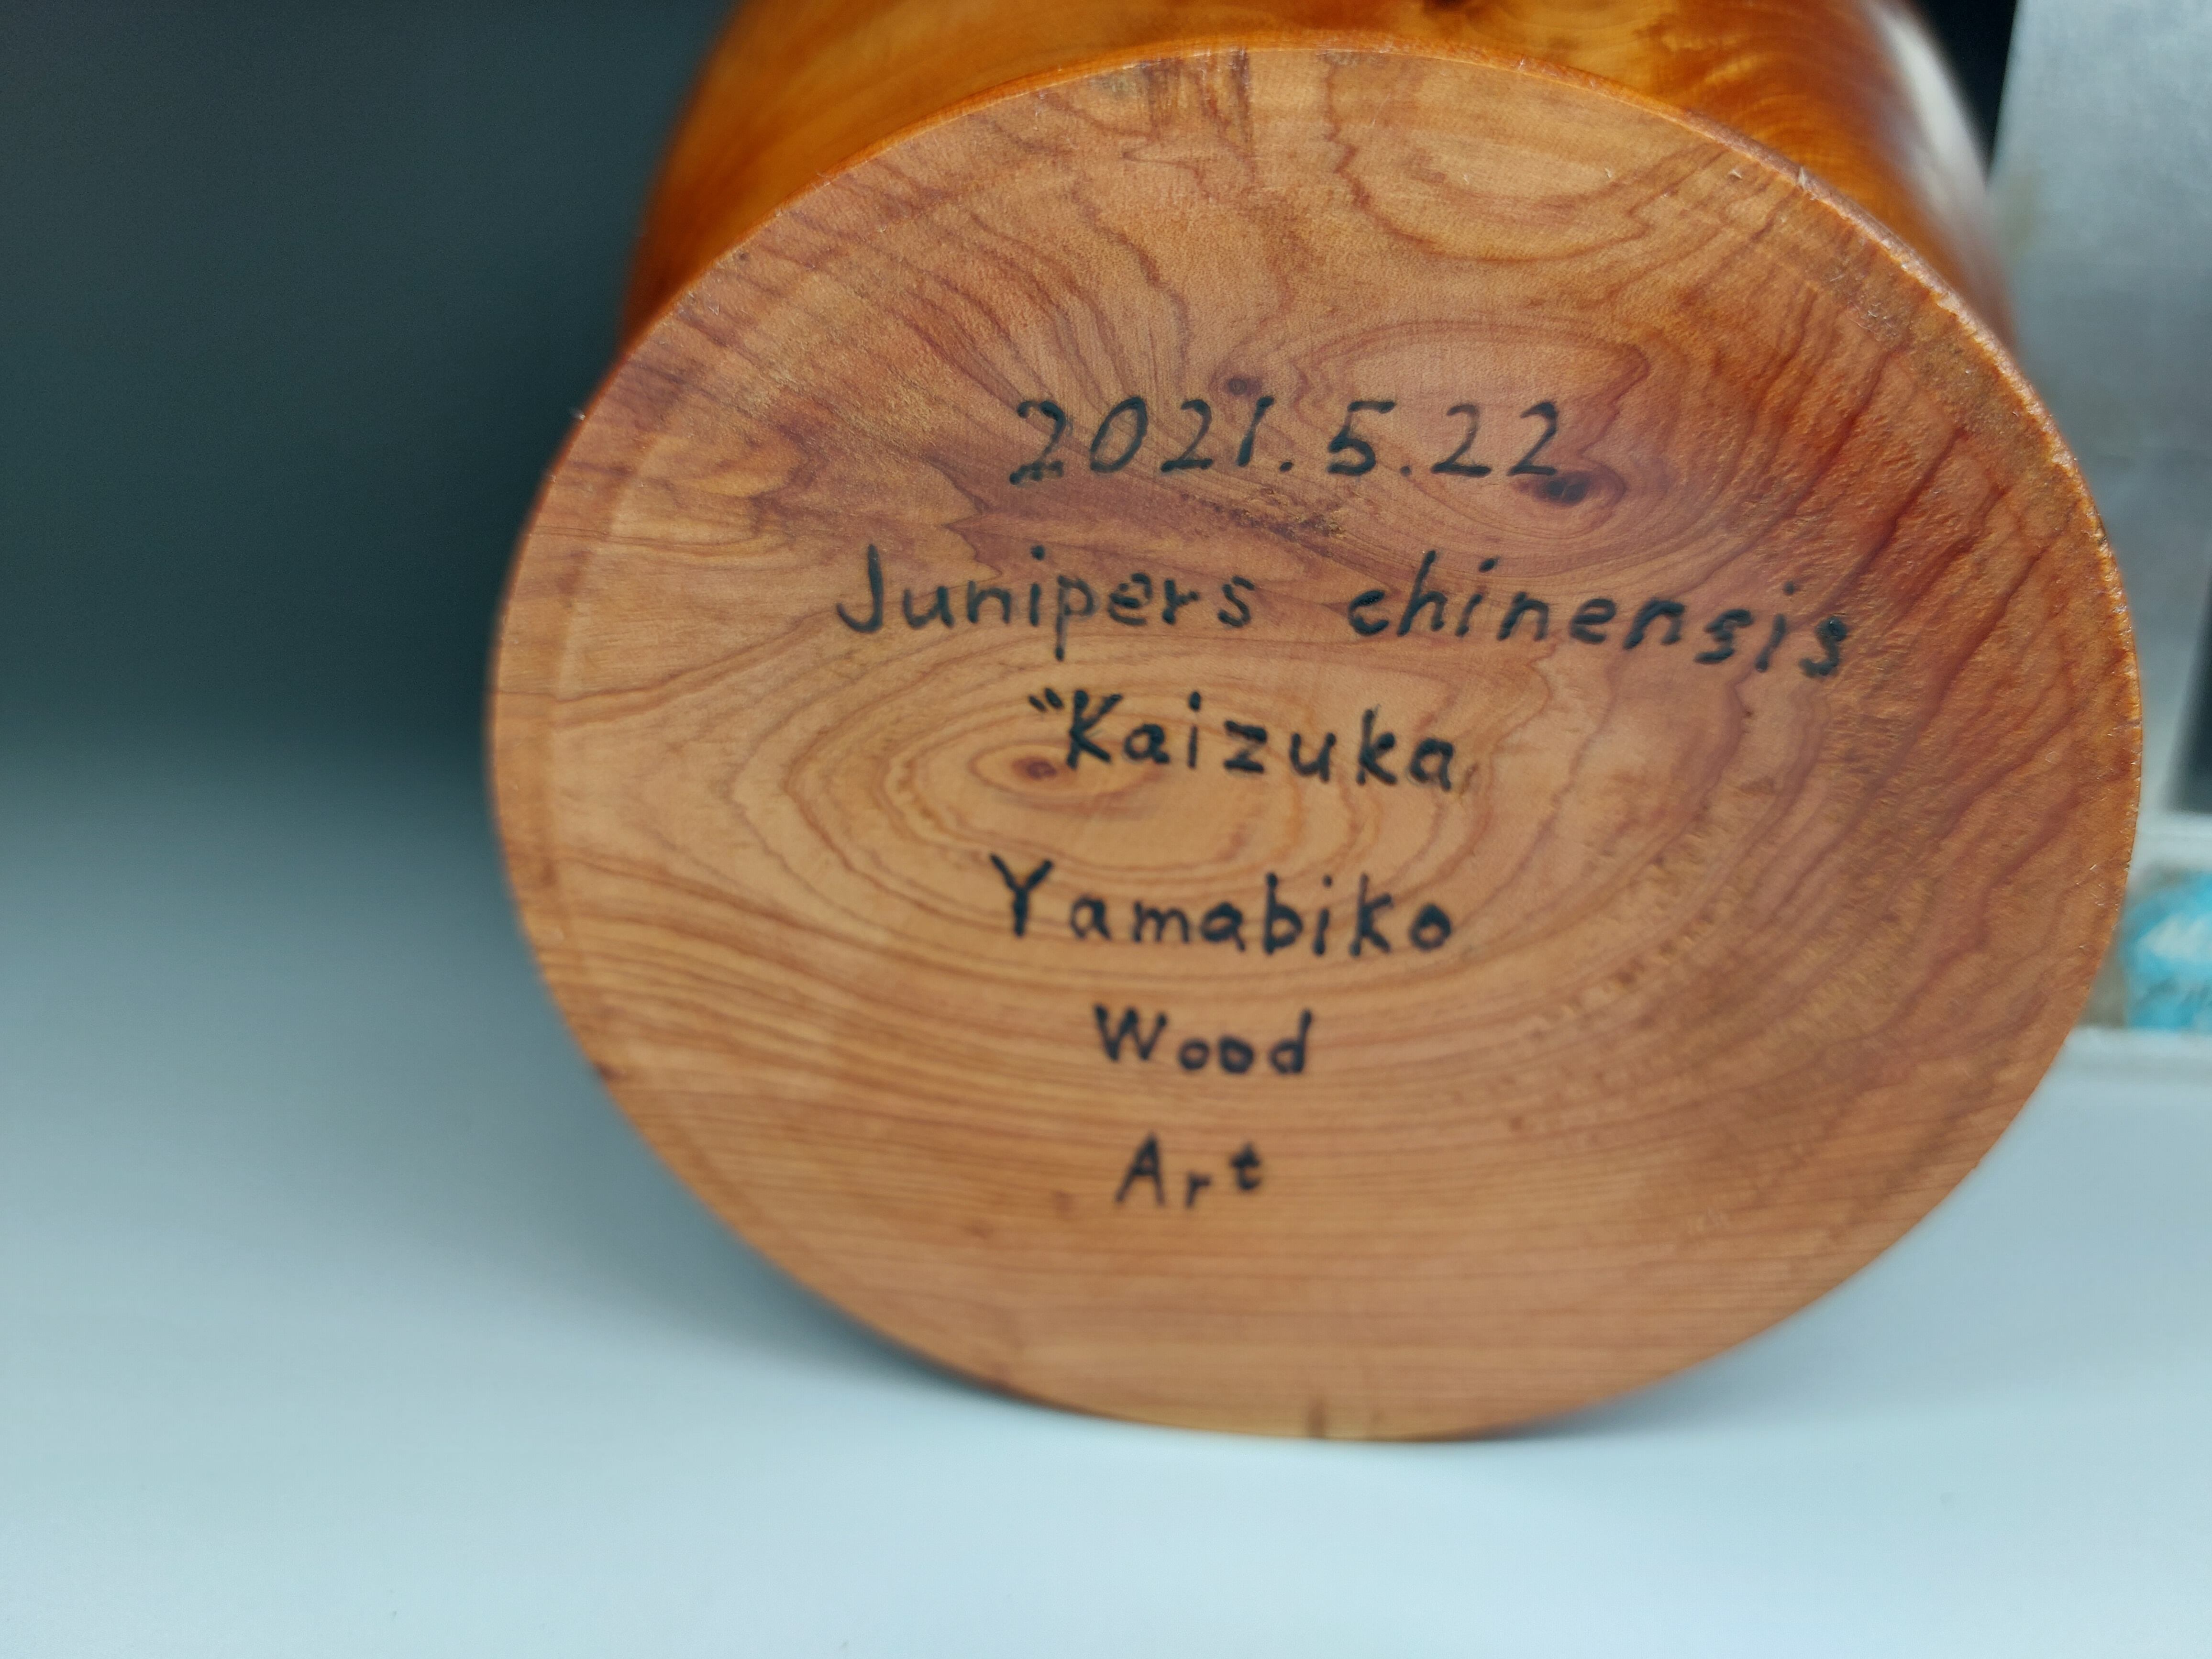 2021.5.22
Junipers chinensis
"Kaizuka
Yamabiko
Wood
Art